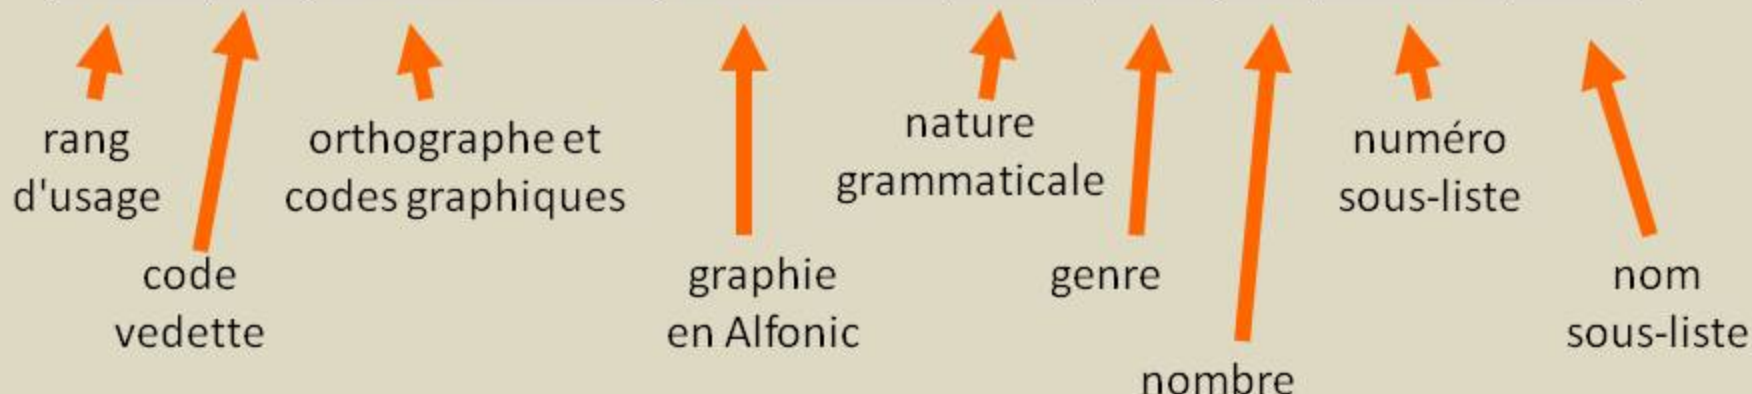 rang
d'usage
code
vedette
orthographe et
codes graphiques
graphie
en Alfonic
nature
grammaticale
genre
nombre
numéro
sous-liste
nom
sous-liste